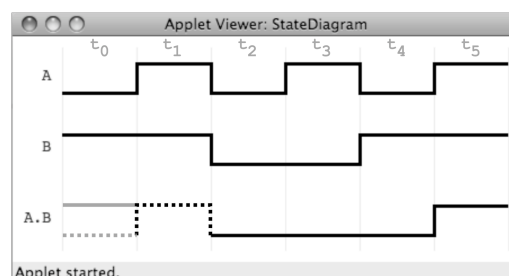 Applet Viewer: StateDiagram
t0 t1 t2 t3 t4 t5
A
B
A.B
Applet started.